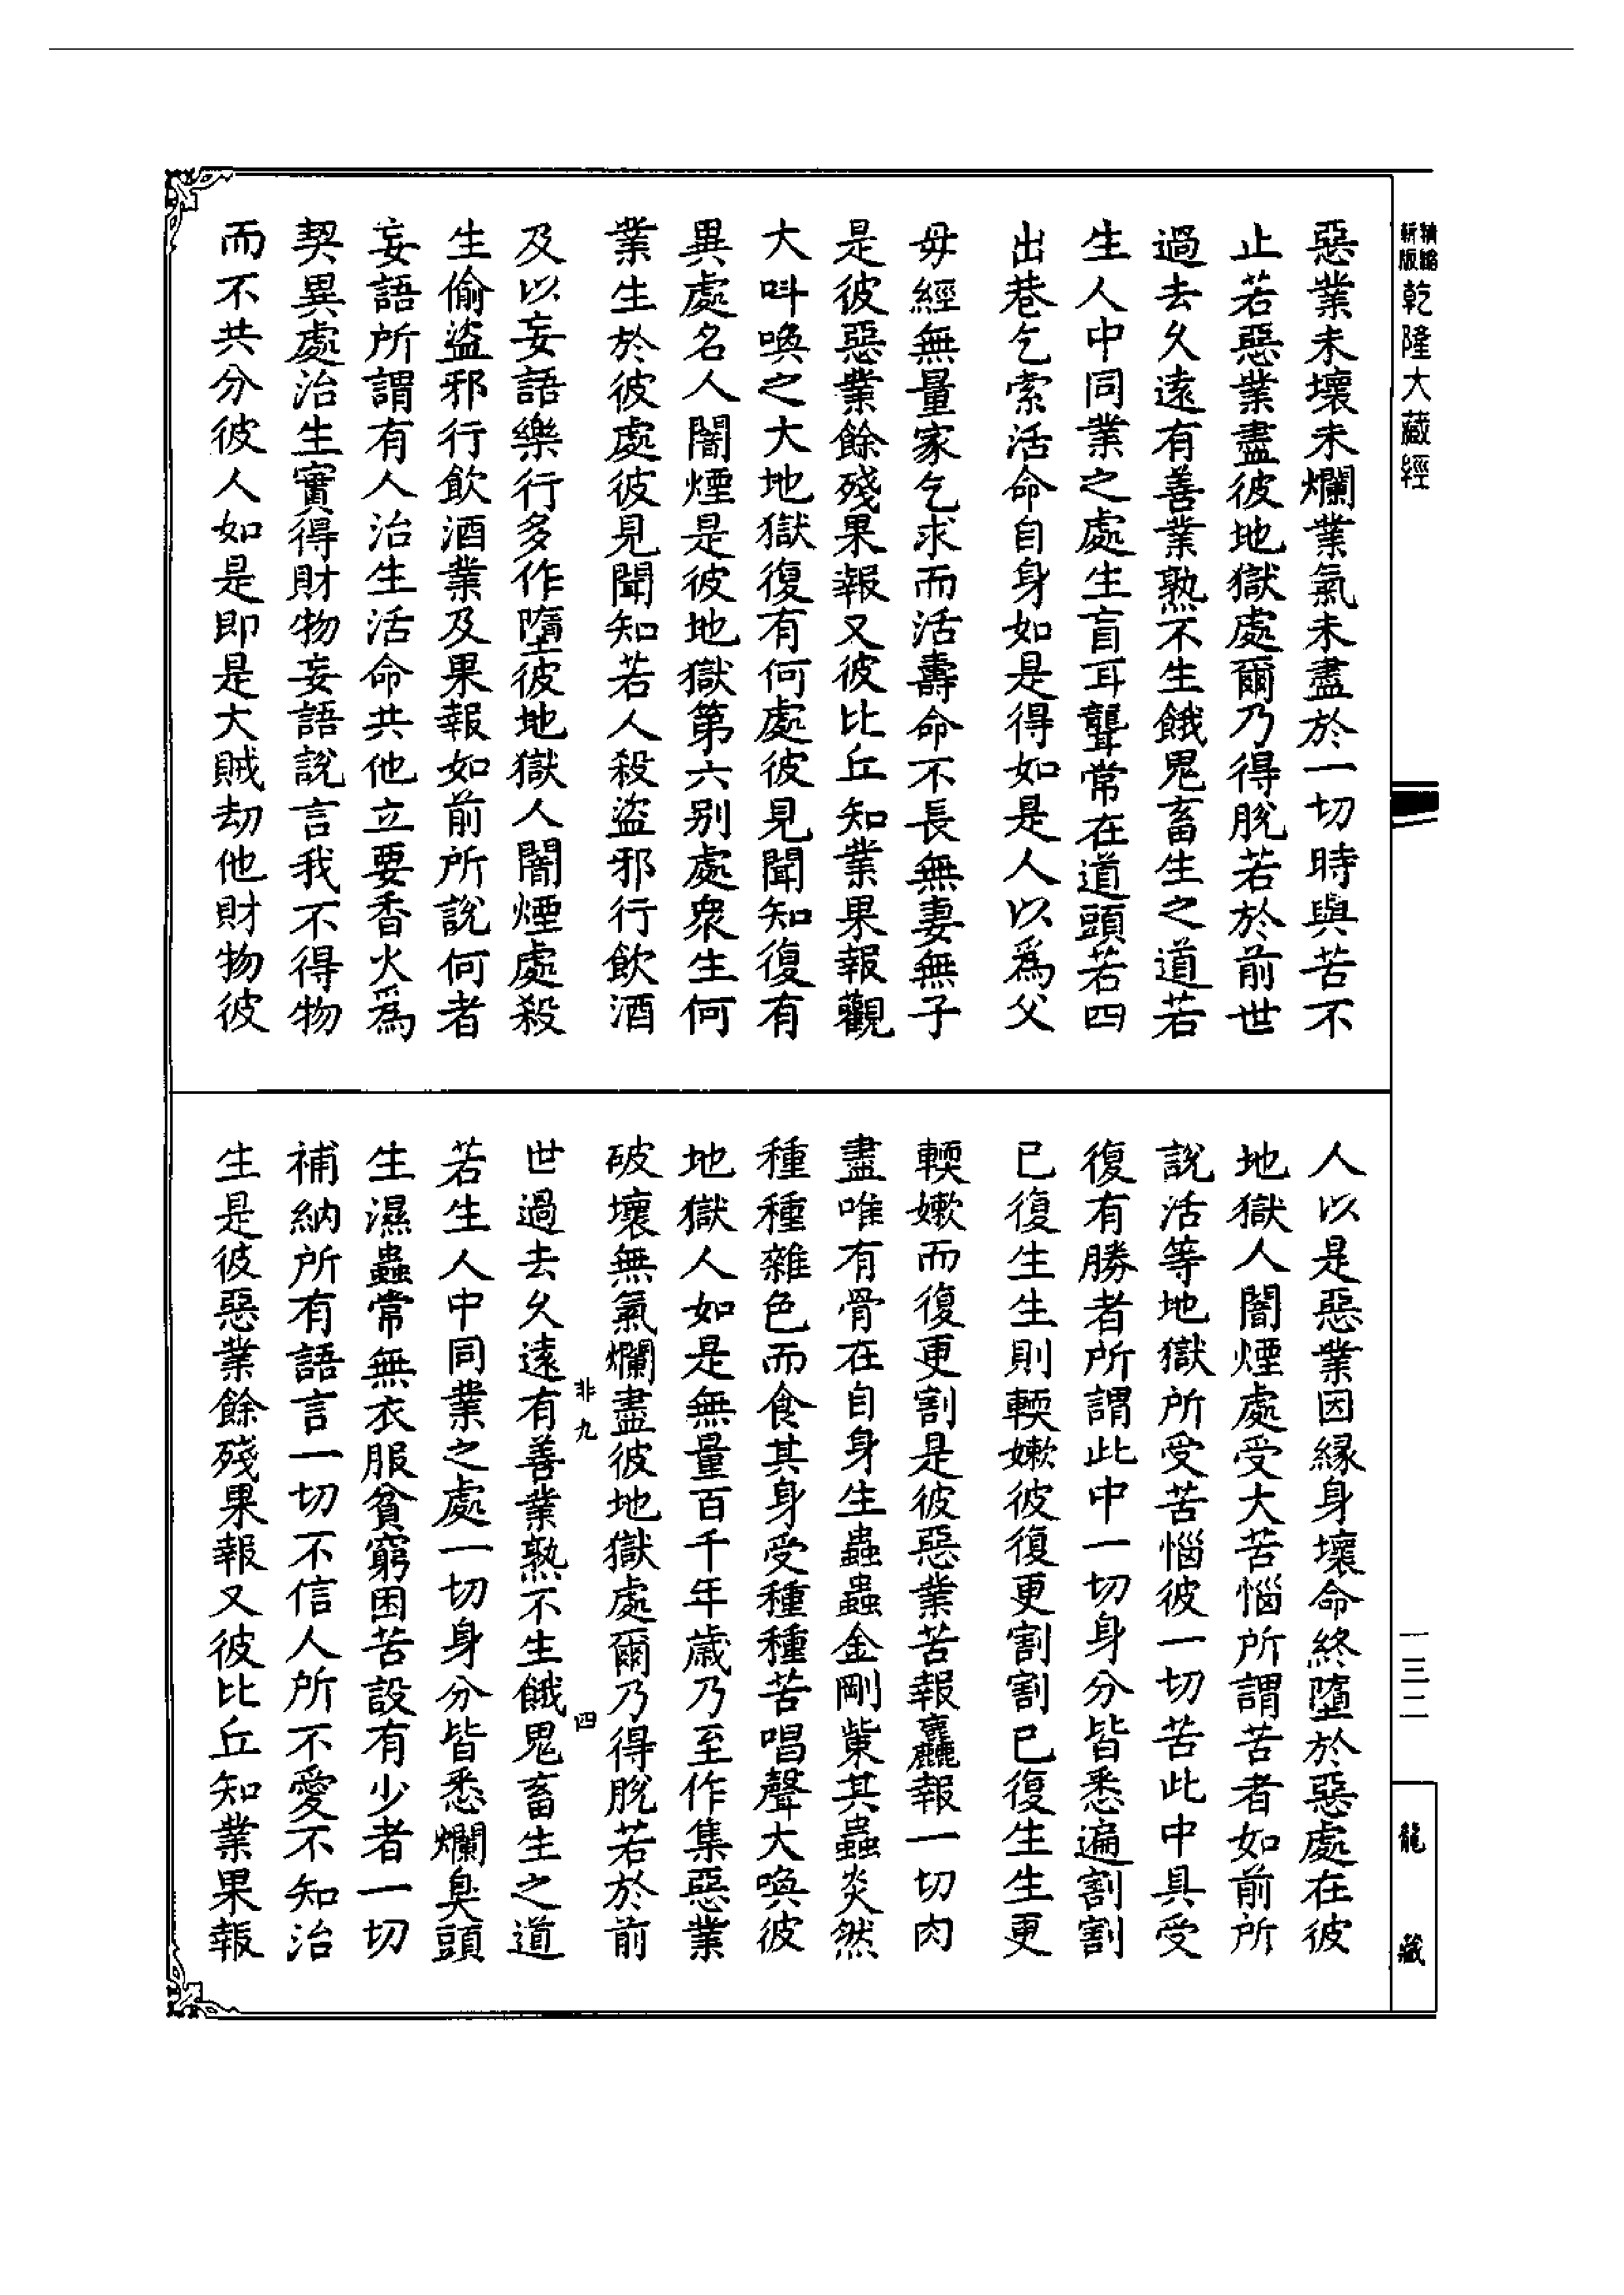 乾隆大藏經
惡業未壞未爛業氣未盡於一切時與苦不
止若惡業盡彼地獄處爾乃得脫若於前世
過去久遠有善業熟不生餓鬼畜生之道若
生人中同業之處生盲耳聾常在道頭若四
出巷乞索活命自身如是得如是人以為父
母經無量家乞求而活壽命不長無妻無子
是彼惡業餘殘果報又彼比丘知業果報觀
大叫喚之大地獄復有何處彼見聞知復有
異處名人闇煙是彼地獄第六別處衆生何
業生於彼處彼見聞知若人殺盜邪行飲酒
及以妄語樂行多作墮彼地獄人闇煙處殺
生偷盜邪行飲酒業及果報如前所說何者
妄語所謂有人治生活命共他立要香火為
契異處治生實得財物妄語說言我不得物
而不共分彼人如是即是大賊劫他財物彼
人以是惡業因緣身壞命終墮於惡處在彼
地獄人闇煙處受大苦惱所謂苦者如前所
說活等地獄所受苦惱彼一切苦此中具受
復有勝者所謂此中一切身分皆悉遍割割
已復生生則輭嫰彼復更割割已復生生更
輭嫰而復更割是彼惡業苦報麤報一切肉
盡唯有骨在自身生蟲蟲金剛𭉨其蟲炎然
種種雜色而食其身受種種苦唱聲大喚彼
地獄人如是無量百千年歲乃至作集惡業
破壞無氣爛盡彼地獄處爾乃得脫若於前
非九
四
世過去久遠有善業熟不生餓鬼畜生之道
若生人中同業之處一切身分皆悉爛臭頭
生濕蟲常無衣服貧窮困苦設有少者一切
補納所有語言一切不信人所不愛不知治
生是彼惡業餘殘果報又彼比丘知業果報
一三二
龍藏